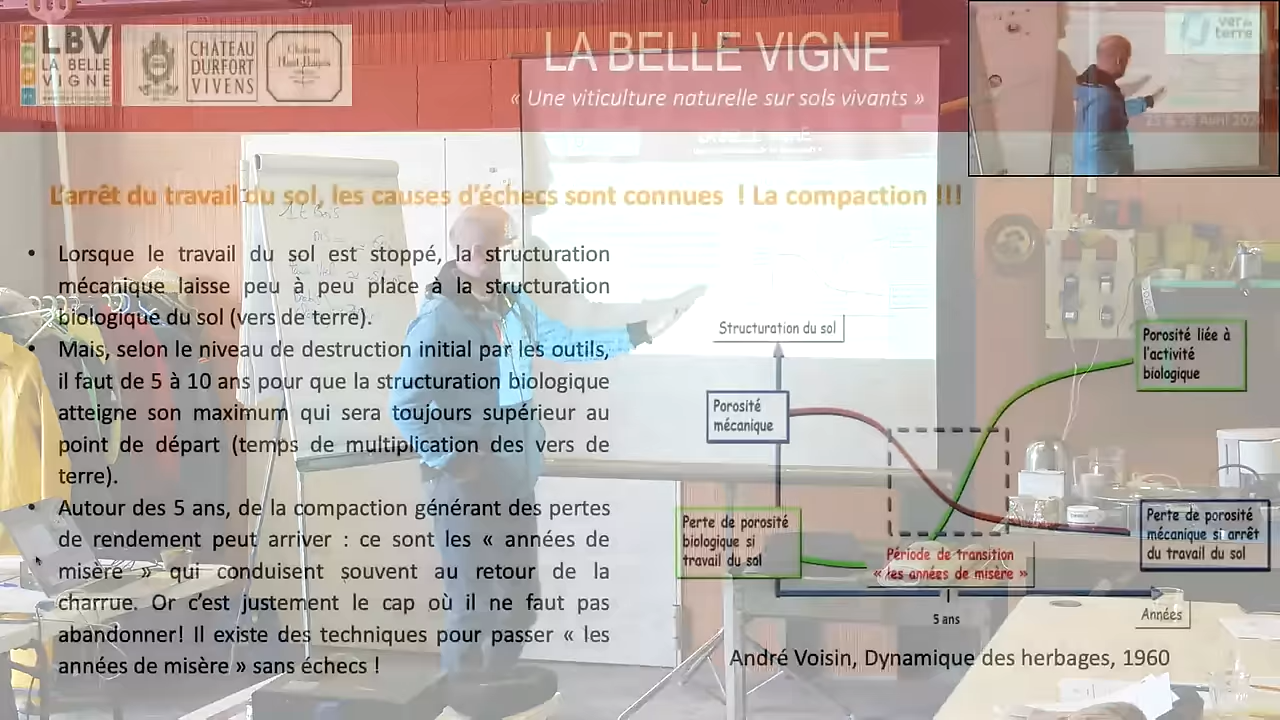 LBV
LA BELLE
VIGNE
CHÂTEAU
DURFORT
VIVENS
LA BELLE VIGNE
« Une viticulture naturelle sur sols vivants »
ver de
terre
L'arrêt du travail du sol, les causes d'échecs sont connues ! La compaction !!!
• Lorsque le travail du sol est stoppé, la structuration
mécanique laisse peu à peu place à la structuration
biologique du sol (vers de terre).
• Mais, selon le niveau de destruction initial par les outils,
il faut de 5 à 10 ans pour que la structuration biologique
atteigne son maximum qui sera toujours supérieur au
point de départ (temps de multiplication des vers de
terre).
• Autour des 5 ans, de la compaction générant des pertes
de rendement peut arriver : ce sont les « années de
misère » qui conduisent souvent au retour de la
charrue. Or c'est justement le cap où il ne faut pas
abandonner! Il existe des techniques pour passer « les
années de misère » sans échecs !
Structuration du sol
Porosité
mécanique
Porosité liée à
l'activité
biologique
Perte de porosité
biologique si
travail du sol
Période de transition
« les années de misère »
Perte de porosité
mécanique si arrêt
du travail du sol
5 ans
Années
André Voisin, Dynamique des herbages, 1960